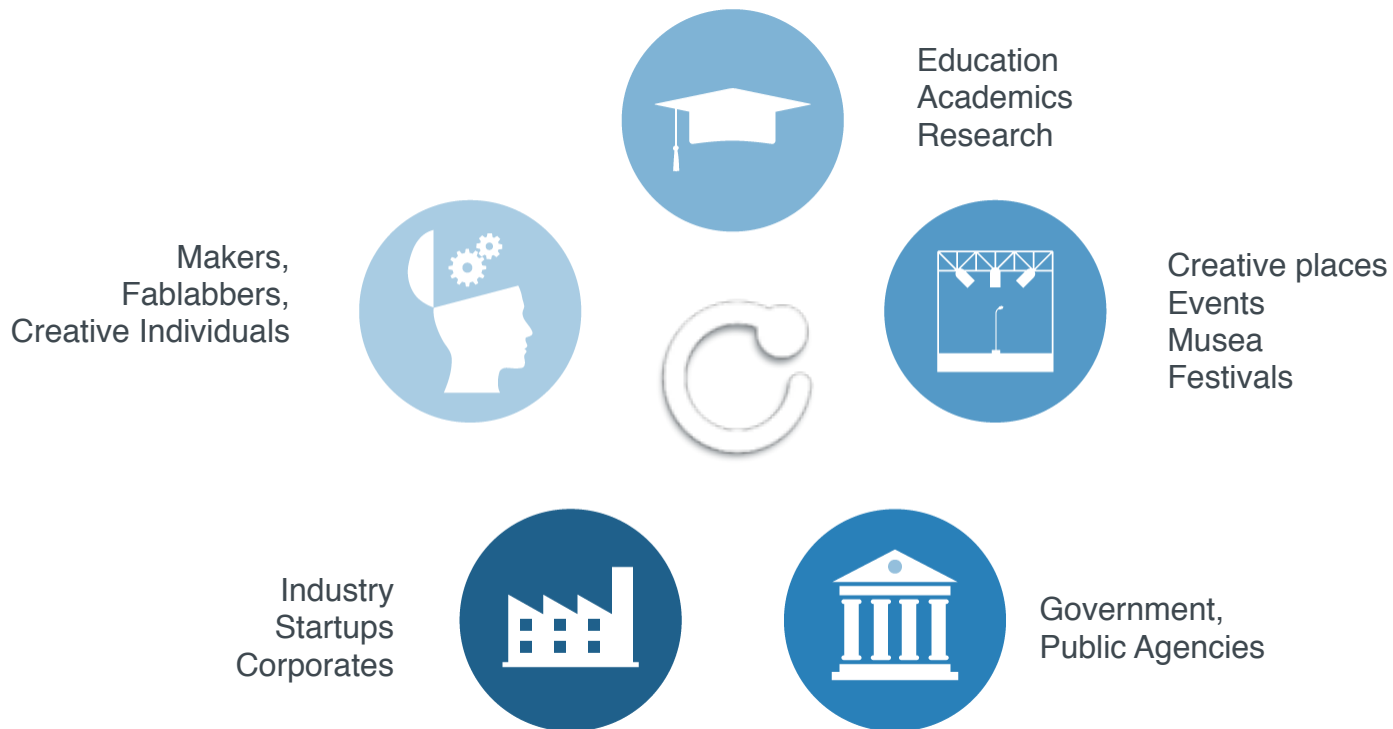 Education
Academics
Research
Makers,
Fablabbers,
Creative Individuals
Creative places
Events
Musea
Festivals
Industry
Startups
Corporates
Government,
Public Agencies